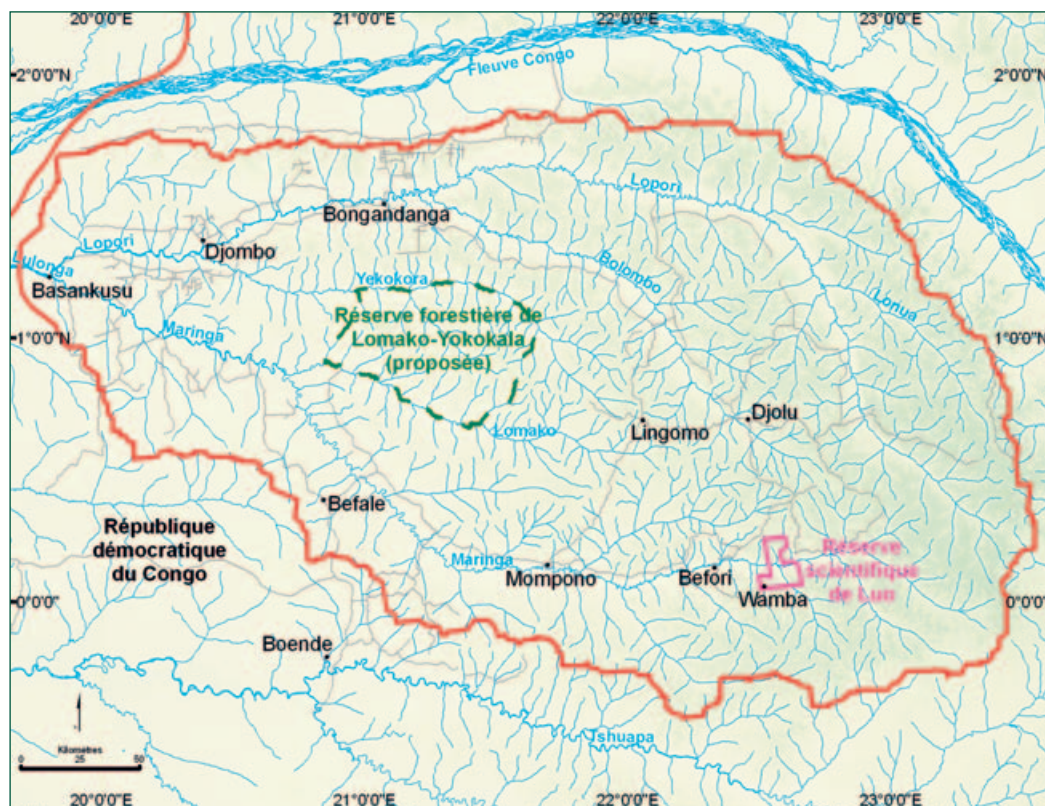 20°0'0"E 21°0'0"E 22°0'0"E 23°0'0"E
2°0'0"N 2°0'0"N
Fleuve Congo
Lopori
Bongandanga
Djombo
Lopori
Lulonga
Bolombo
Basankusu
Yekokora
Lonua
Maringa
Réserve forestière de
Lomako-Yokokala
(proposée)
1°0'0"N 1°0'0"N
Djolu
Lingomo
Lomako
Befale
République
démocratique
du Congo
Réserve
scientifique
de Luo
Maringa
Mompono
Befori
Wamba
0°0'0" 0°0'0"
Boende
Tshuapa
Kilomètres
0 25 50
20°0'0"E 21°0'0"E 22°0'0"E 23°0'0"E